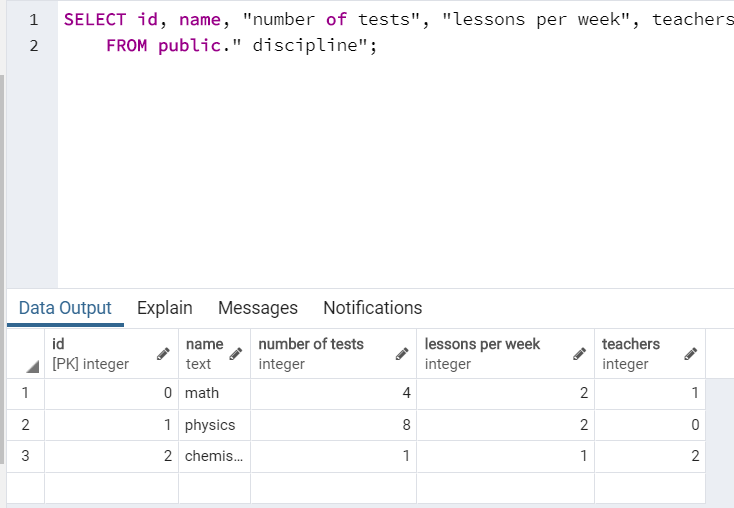 1 SELECT id, name, "number of tests", "lessons per week", teachers
2 FROM public." discipline";
Data Output Explain Messages Notifications
id name number of tests lessons per week teachers
[PK] integer text integer integer integer
1 0 math 4 2 1
2 1 physics 8 2 0
3 2 chemis... 1 1 2